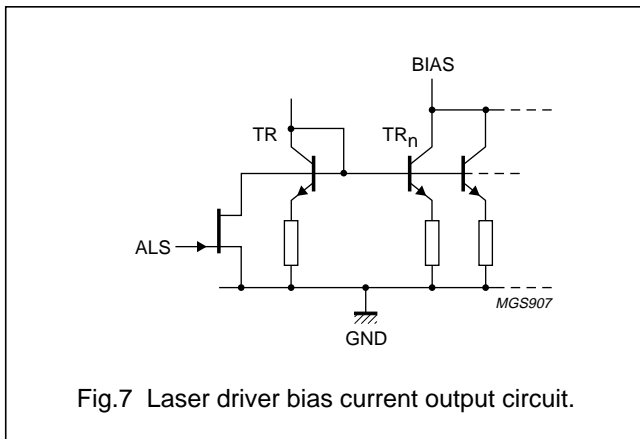 BIAS
TR
TRn
ALS
MGS907
GND
Fig.7 Laser driver bias current output circuit.